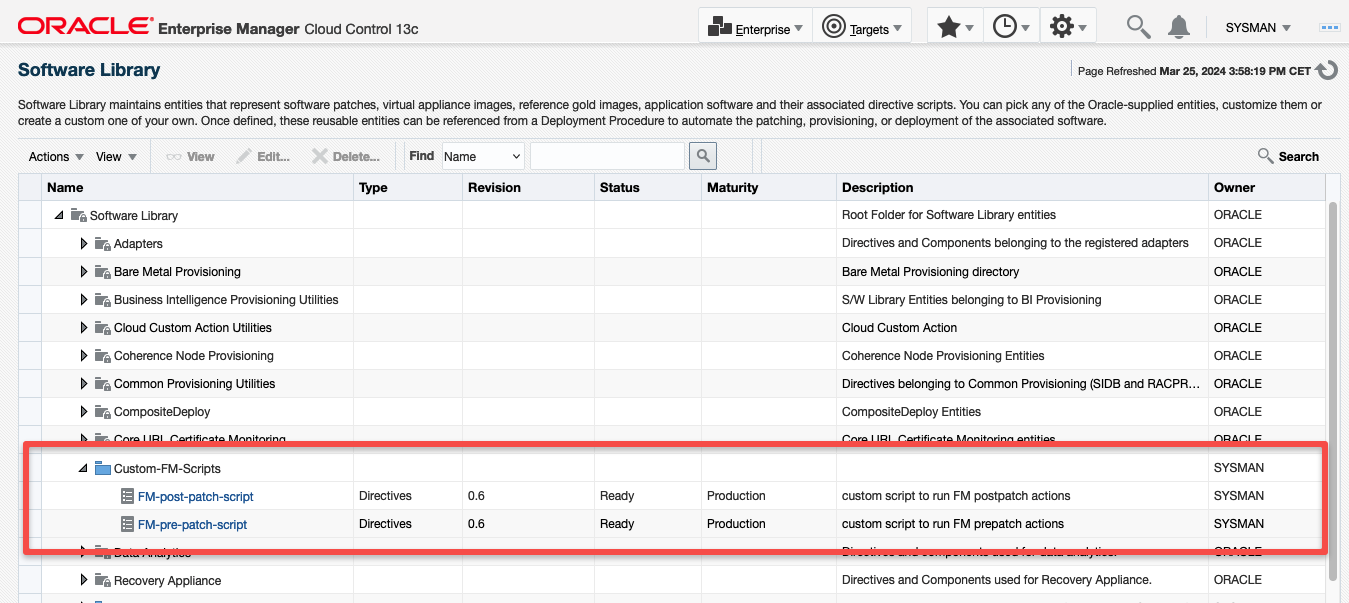 ORACLE Enterprise Manager Cloud Control 13c Enterprise Targets SYSMAN
Software Library Page Refreshed Mar 25, 2024 3:58:19 PM CET
Software Library maintains entities that represent software patches, virtual appliance images, reference gold images, application software and their associated directive scripts. You can pick any of the Oracle-supplied entities, customize them or
create a custom one of your own. Once defined, these reusable entities can be referenced from a Deployment Procedure to automate the patching, provisioning, or deployment of the associated software.
Actions View View Edit... Delete... Find Name Search
Name Type Revision Status Maturity Description Owner
Software Library Root Folder for Software Library entities ORACLE
Adapters Directives and Components belonging to the registered adapters ORACLE
Bare Metal Provisioning Bare Metal Provisioning directory ORACLE
Business Intelligence Provisioning Utilities S/W Library Entities belonging to BI Provisioning ORACLE
Cloud Custom Action Utilities Cloud Custom Action ORACLE
Coherence Node Provisioning Coherence Node Provisioning Entities ORACLE
Common Provisioning Utilities Directives belonging to Common Provisioning (SIDB and RACPR... ORACLE
CompositeDeploy CompositeDeploy Entities ORACLE
Core URL Certificate Monitoring Core URL Certificate Monitoring entities ORACLE
Custom-FM-Scripts SYSMAN
FM-post-patch-script Directives 0.6 Ready Production custom script to run FM postpatch actions SYSMAN
FM-pre-patch-script Directives 0.6 Ready Production custom script to run FM prepatch actions SYSMAN
Data Analytics Directives and components used for data analytics. ORACLE
Recovery Appliance Directives and Components used for Recovery Appliance. ORACLE